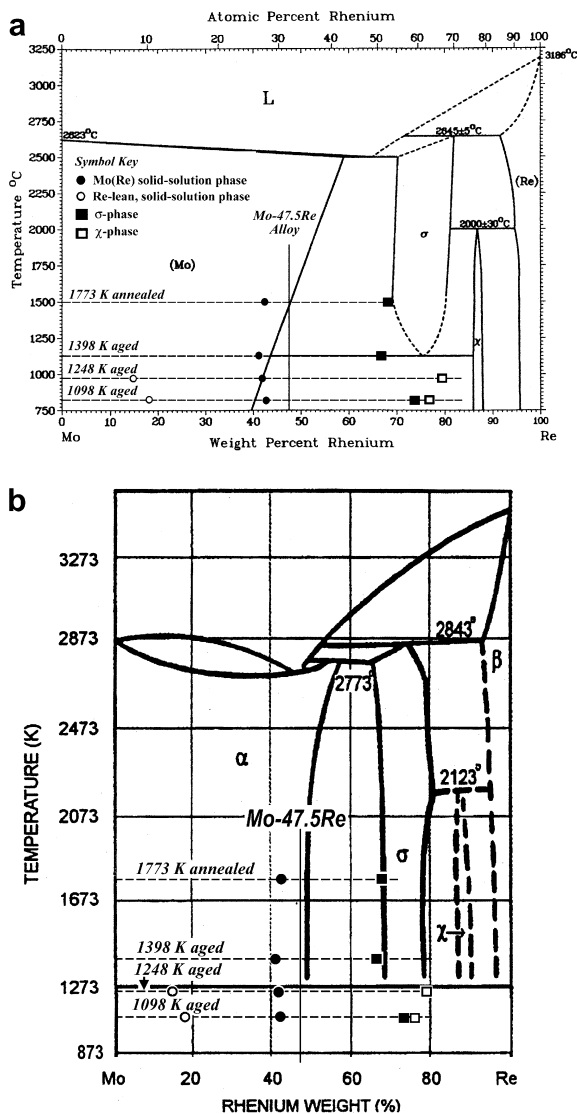 a
Atomic Percent Rhenium
0 10 20 30 40 50 60 70 80 90 100
3250
3000
2750
2500
2250
2000
1750
1500
1250
1000
750
Temperature °C
3186°C
L
2623°C
2645±5°C
Symbol Key
Mo(Re) solid-solution phase
Re-lean, solid-solution phase
σ-phase
χ-phase
Mo-47.5Re
Alloy
(Re)
2000±30°C
σ
(Mo)
1773 K annealed
1398 K aged
χ
1248 K aged
1098 K aged
0 10 20 30 40 50 60 70 80 90 100
Mo Weight Percent Rhenium Re
b
3273
2873
2473
2073
1673
1273
873
TEMPERATURE (K)
2843°
β
2773°
α
2123°
Mo-47.5Re
σ
1773 K annealed
χ→
1398 K aged
1248 K aged
1098 K aged
Mo 20 40 60 80 Re
RHENIUM WEIGHT (%)